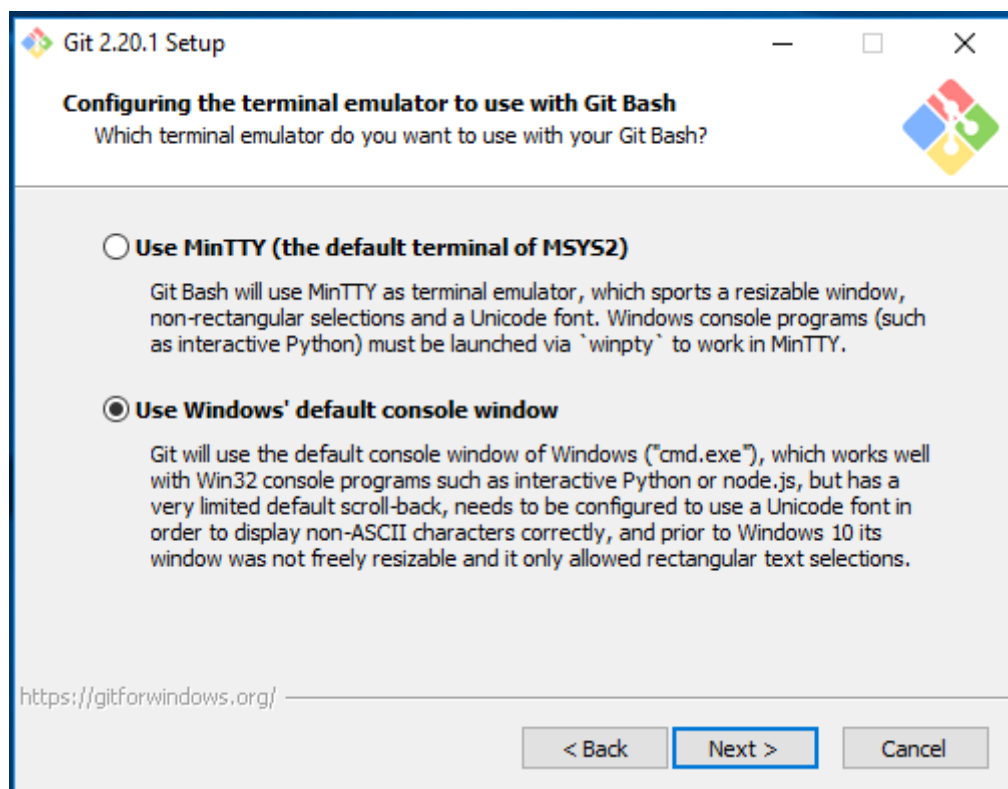 Git 2.20.1 Setup
Configuring the terminal emulator to use with Git Bash
Which terminal emulator do you want to use with your Git Bash?
Use MinTTY (the default terminal of MSYS2)
Git Bash will use MinTTY as terminal emulator, which sports a resizable window,
non-rectangular selections and a Unicode font. Windows console programs (such
as interactive Python) must be launched via `winpty` to work in MinTTY.
Use Windows' default console window
Git will use the default console window of Windows ("cmd.exe"), which works well
with Win32 console programs such as interactive Python or node.js, but has a
very limited default scroll-back, needs to be configured to use a Unicode font in
order to display non-ASCII characters correctly, and prior to Windows 10 its
window was not freely resizable and it only allowed rectangular text selections.
https://gitforwindows.org/
< Back Next > Cancel